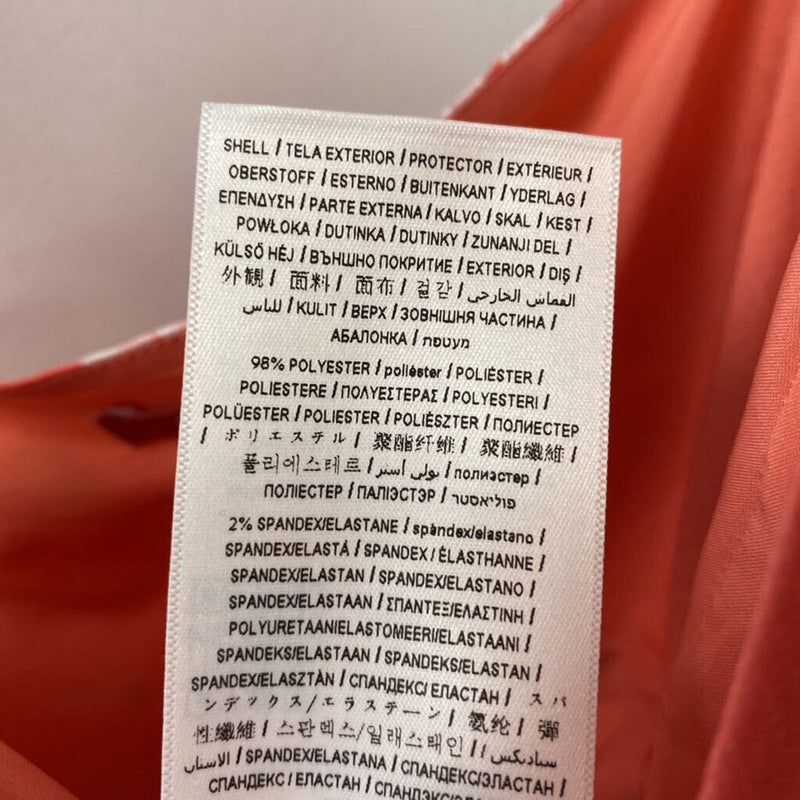 SHELL / TELA EXTERIOR / PROTECTOR / EXTÉRIEUR /
OBERSTOFF / ESTERNO / BUITENKANT / YDERLAG /
ΕΠΕΝΔΥΣΗ / PARTE EXTERNA / KALVO / SKAL / KEST /
POWŁOKA / DUTINKA / DUTINKY / ZUNANJI DEL /
KÜLSŐ HÉJ / ВЪНШНО ПОКРИТИЕ / EXTERIOR / DIŞ /
外観 / 面料 / 面布 / 겉감 / القماس الخارجي /
للباس / KULIT / ВЕРХ / ЗОВНІШНЯ ЧАСТИНА /
АБАЛОНКА / מעטפת
98% POLYESTER / poliéster / POLIÉSTER /
POLIESTERE / ΠΟΛΥΕΣΤΕΡΑΣ / POLYESTERI /
POLÜESTER / POLIESTER / POLIÉSZTER / ПОЛИЕСТЕР
/ ポリエステル / 聚酯纤维 / 聚酯纖維 /
폴리에스테르 / بولي استر / полиэстер /
ПОЛІЕСТЕР / ПАЛІЭСТЭР / פוליאסטר
2% SPANDEX/ELASTANE / spàndex/elastano /
SPANDEX/ELASTÁ / SPANDEX / ÉLASTHANNE /
SPANDEX/ELASTAN / SPANDEX/ELASTANO /
SPANDEX/ELASTAAN / ΣΠΑΝΤΕΞ/ΕΛΑΣΤΙΝΗ /
POLYURETAANIELASTOMEERI/ELASTAANI /
SPANDEKS/ELASTAAN / SPANDEKS/ELASTAN /
SPANDEX/ELASZTÀN / СПАНДЕКС/ ЕЛАСТАН / スパ
ンデックス/エラステーン / 氨纶 / 彈
性纖維 / 스판덱스/일래스태인 / سبانديكس/
الاستان / SPANDEX/ELASTANA / СПАНДЕКС/ЭЛАСТАН /
СПАНДЕКС / ЕЛАСТАН / СПАНДЕКС/ЭЛАСТАН